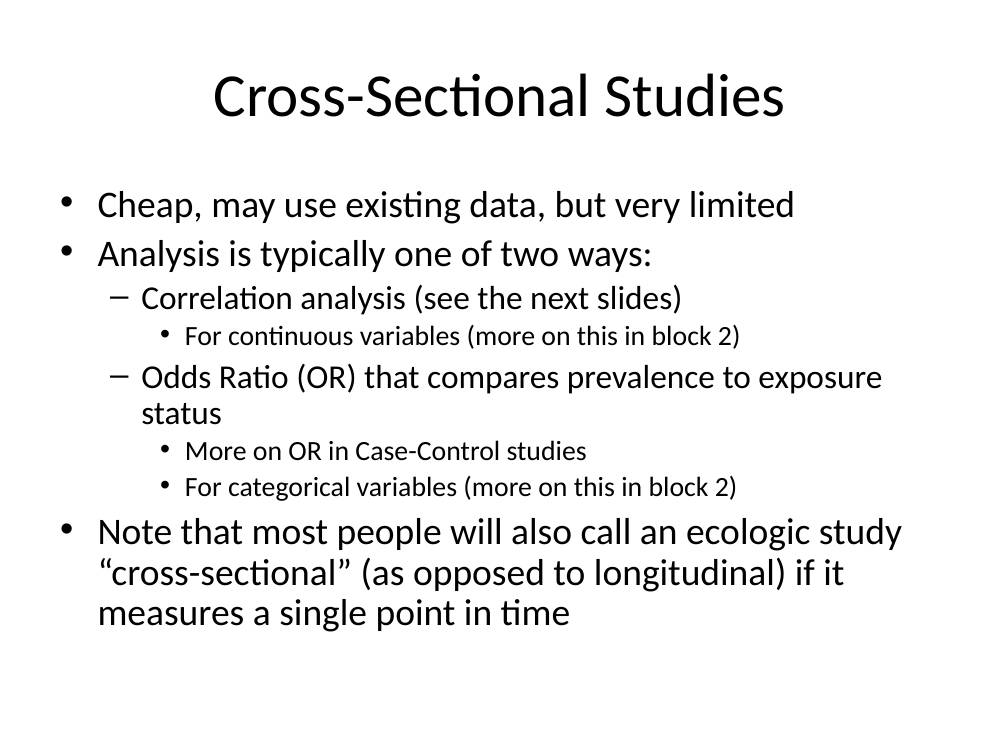 Cross-Sectional Studies
• Cheap, may use existing data, but very limited
• Analysis is typically one of two ways:
– Correlation analysis (see the next slides)
• For continuous variables (more on this in block 2)
– Odds Ratio (OR) that compares prevalence to exposure
status
• More on OR in Case-Control studies
• For categorical variables (more on this in block 2)
• Note that most people will also call an ecologic study
“cross-sectional” (as opposed to longitudinal) if it
measures a single point in time